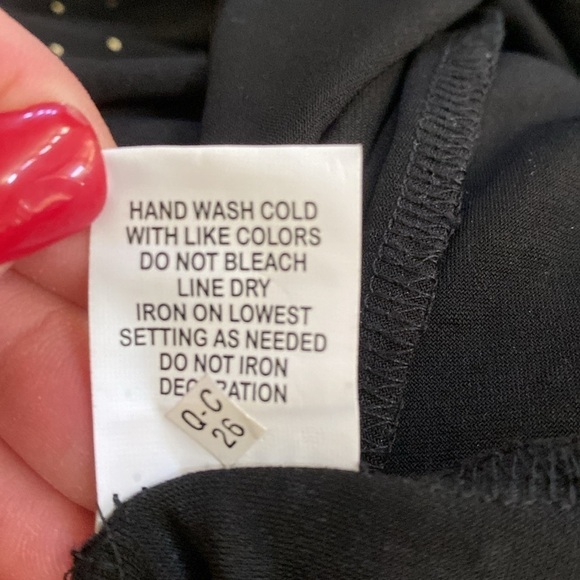 HAND WASH COLD
WITH LIKE COLORS
DO NOT BLEACH
LINE DRY
IRON ON LOWEST
SETTING AS NEEDED
DO NOT IRON
Q-C
26